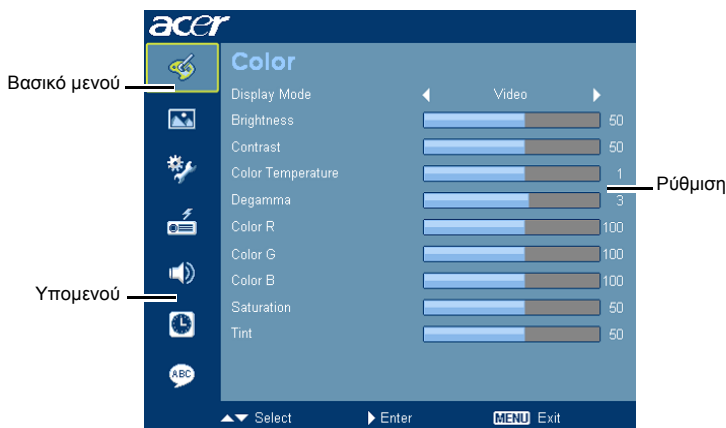 acer
Color
Βασικό μενού
Display Mode Video
Brightness 50
Contrast 50
Color Temperature 1
Ρύθμιση
Degamma 3
Color R 100
Color G 100
Color B 100
Υπομενού
Saturation 50
Tint 50
ABC
Select Enter MENU Exit